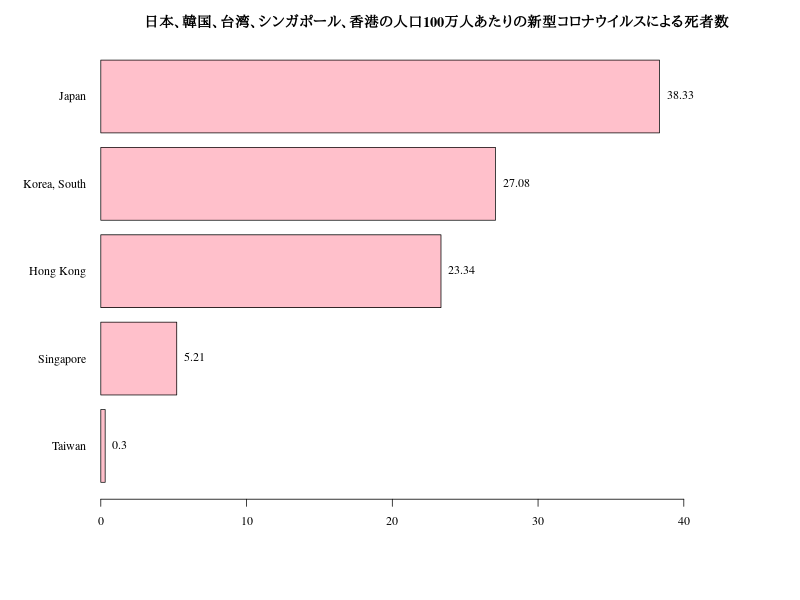 日本、韓国、台湾、シンガポール、香港の人口100万人あたりの新型コロナウイルスによる死者数
Japan 38.33
Korea, South 27.08
Hong Kong 23.34
Singapore 5.21
Taiwan 0.3
0 10 20 30 40